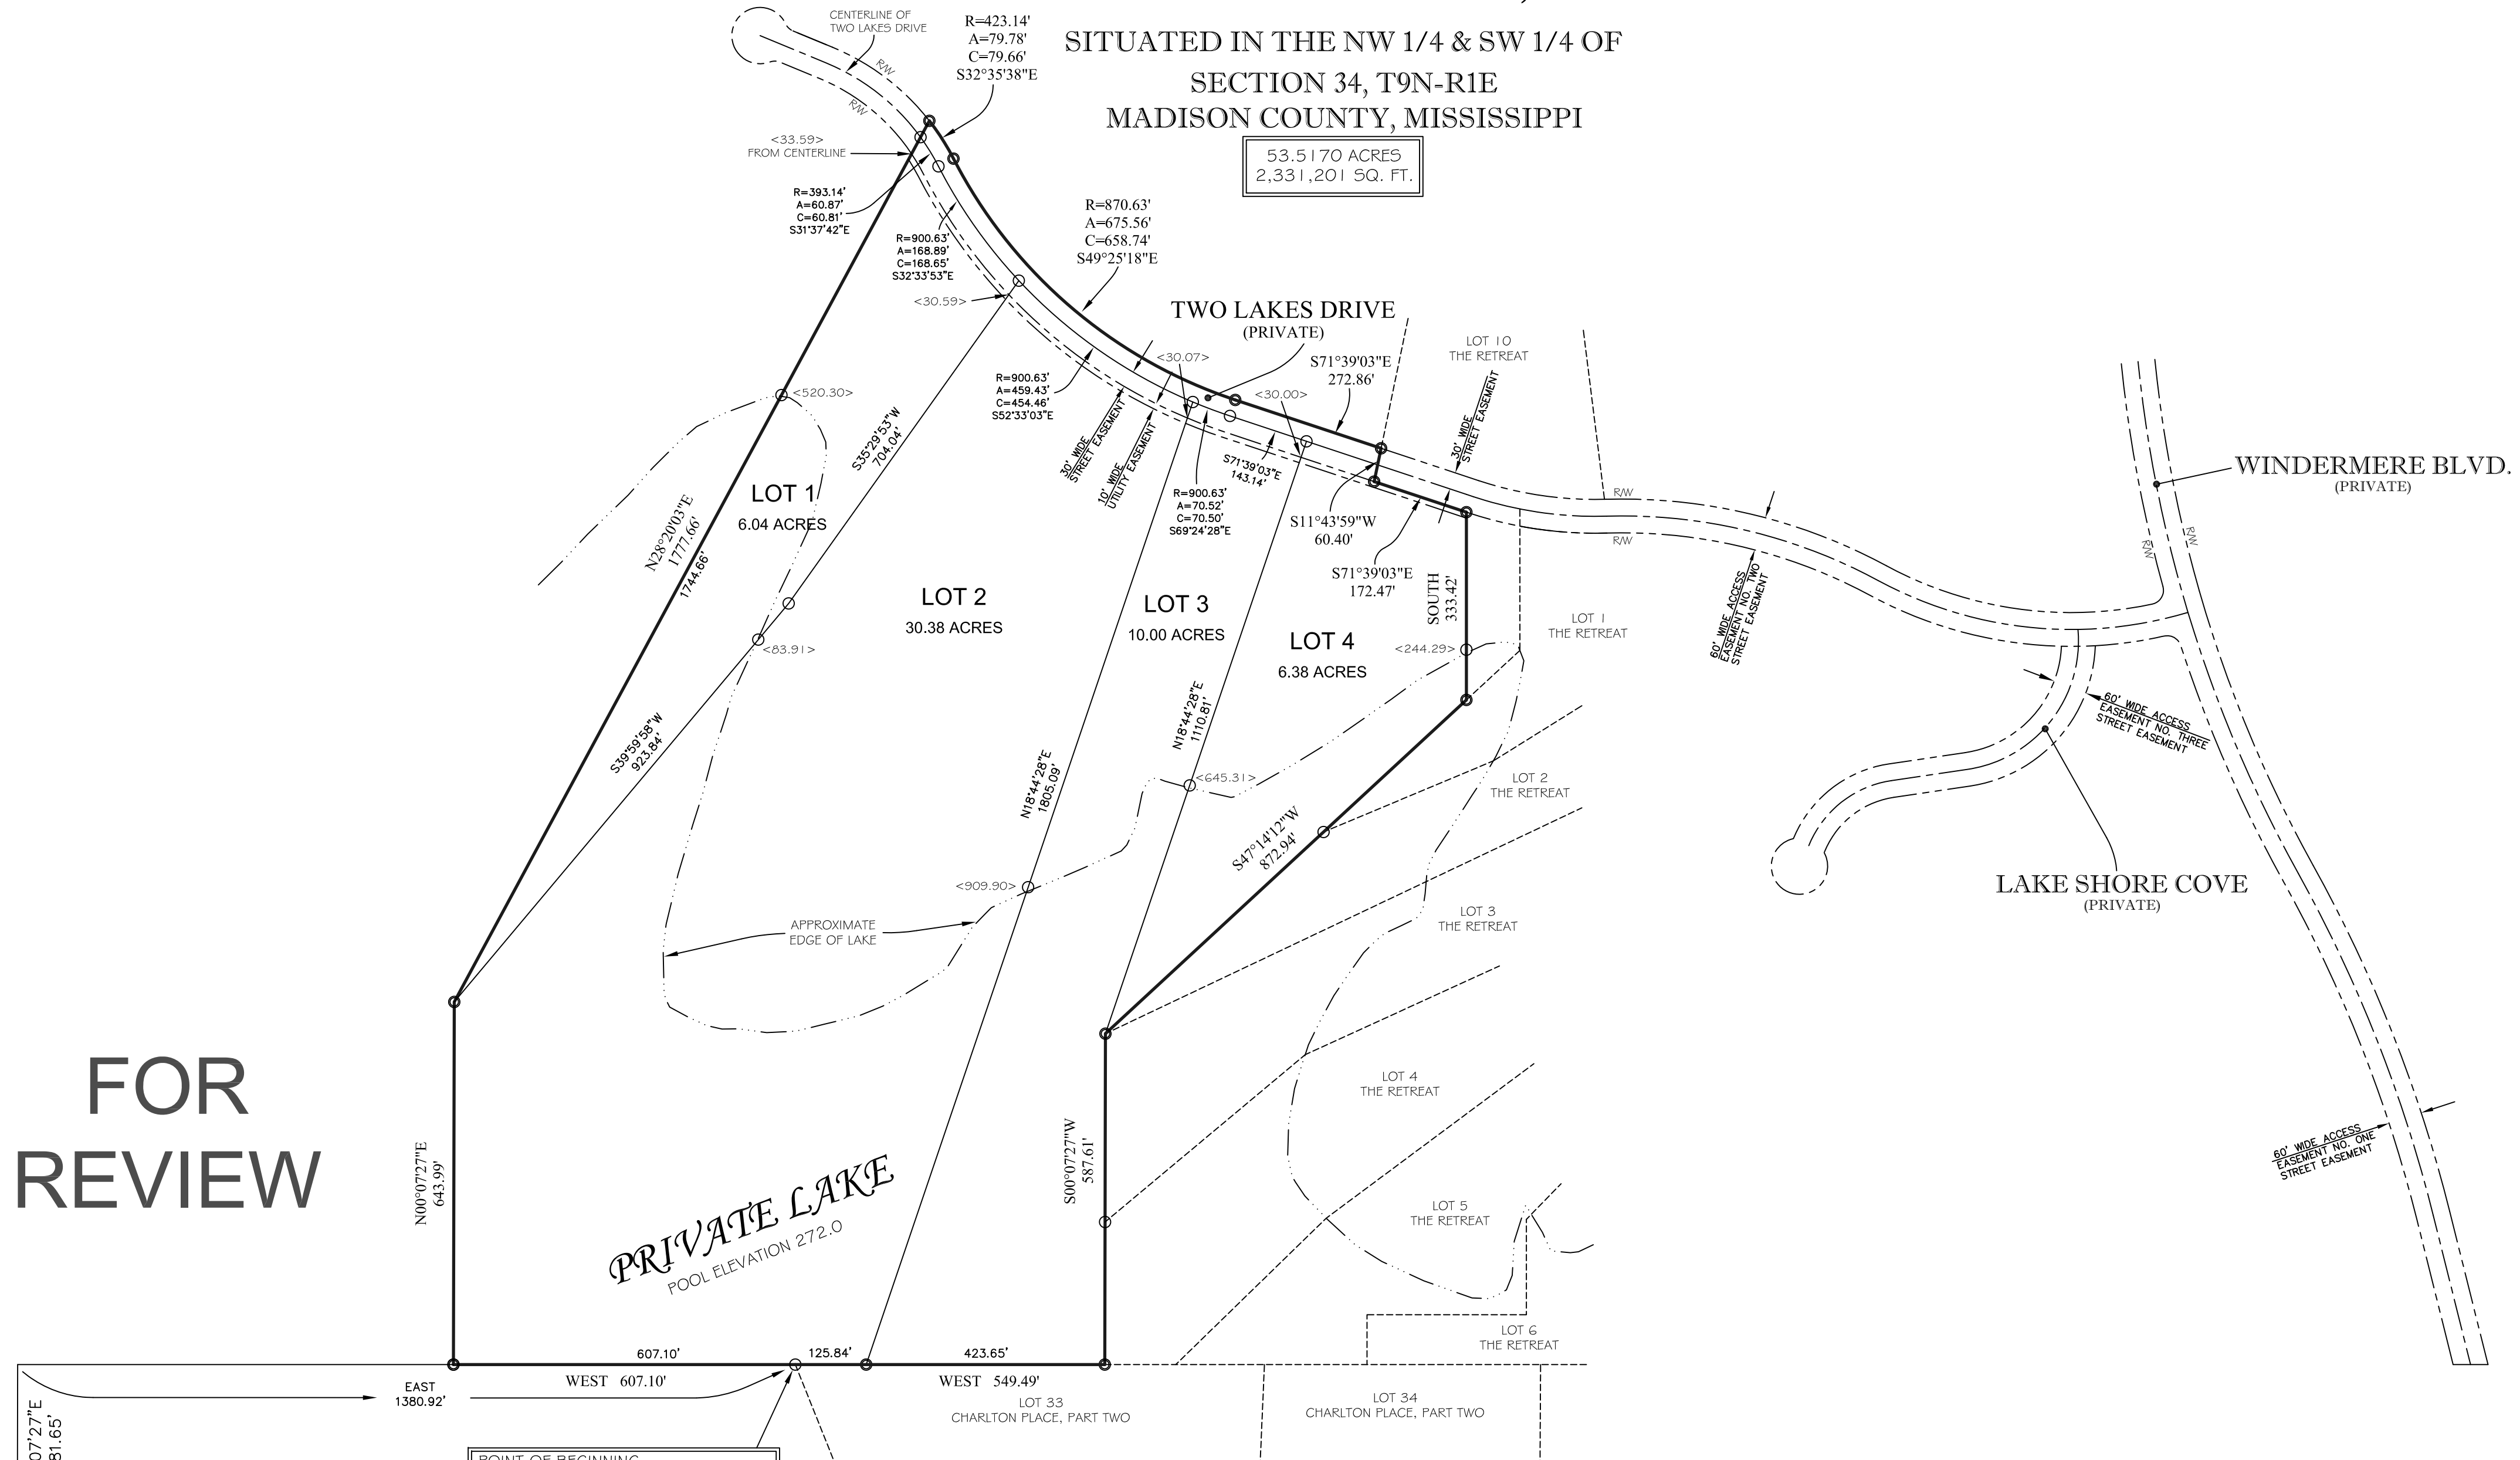 CENTERLINE OF
TWO LAKES DRIVE
R=423.14'
A=79.78'
C=79.66'
S32°35'38"E
SITUATED IN THE NW 1/4 & SW 1/4 OF
SECTION 34, T9N-R1E
MADISON COUNTY, MISSISSIPPI
53.5170 ACRES
2,331,201 SQ. FT.
R/W
R/W
<33.59>
FROM CENTERLINE
R=393.14'
A=60.87'
C=60.81'
S31°37'42"E
R=900.63'
A=168.89'
C=168.65'
S32°33'53"E
<30.59>
R=870.63'
A=675.56'
C=658.74'
S49°25'18"E
TWO LAKES DRIVE
(PRIVATE)
<30.07>
S71°39'03"E
272.86'
<30.00>
LOT 10
THE RETREAT
30' WIDE
STREET EASEMENT
R=900.63'
A=459.43'
C=454.46'
S52°33'03"E
30' WIDE
STREET EASEMENT
10' WIDE
UTILITY EASEMENT
S71°39'03"E
143.14'
R=900.63'
A=70.52'
C=70.50'
S69°24'28"E
S11°43'59"W
60.40'
S71°39'03"E
172.47'
R/W
R/W
WINDERMERE BLVD.
(PRIVATE)
R/W
R/W
<520.30>
S35°29'53"W
704.04'
LOT 1
6.04 ACRES
N28°20'03"E
1777.66'
1744.66'
LOT 2
30.38 ACRES
LOT 3
10.00 ACRES
LOT 4
6.38 ACRES
SOUTH
333.42'
<244.29>
LOT 1
THE RETREAT
60' WIDE ACCESS
EASEMENT NO. TWO
STREET EASEMENT
<83.91>
S39°59'58"W
923.84'
N18°44'28"E
1805.09'
N18°44'28"E
1110.81'
<645.31>
60' WIDE ACCESS
EASEMENT NO. THREE
STREET EASEMENT
LOT 2
THE RETREAT
S47°14'12"W
872.94'
<909.90>
LAKE SHORE COVE
(PRIVATE)
APPROXIMATE
EDGE OF LAKE
LOT 3
THE RETREAT
FOR
REVIEW
LOT 4
THE RETREAT
N00°07'27"E
643.99'
S00°07'27"W
587.61'
60' WIDE ACCESS
EASEMENT NO. ONE
STREET EASEMENT
PRIVATE LAKE
POOL ELEVATION 272.0
LOT 5
THE RETREAT
LOT 6
THE RETREAT
607.10'
125.84'
423.65'
WEST 607.10'
WEST 549.49'
EAST
1380.92'
LOT 33
CHARLTON PLACE, PART TWO
LOT 34
CHARLTON PLACE, PART TWO
07'27"E
81.65'
POINT OF BEGINNING